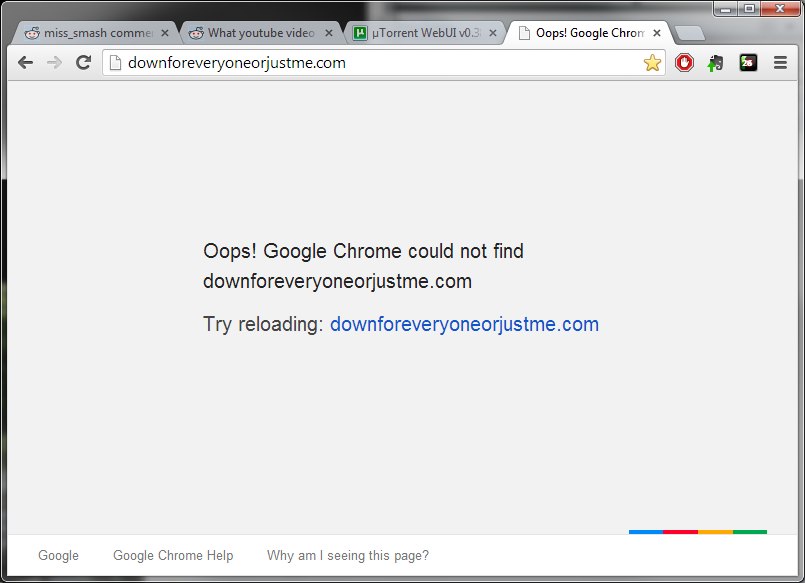 miss_smash comme
What youtube video
µTorrent WebUI v0.3
Oops! Google Chrom
downforeveryoneorjustme.com
Oops! Google Chrome could not find
downforeveryoneorjustme.com
Try reloading: downforeveryoneorjustme.com
Google
Google Chrome Help
Why am I seeing this page?